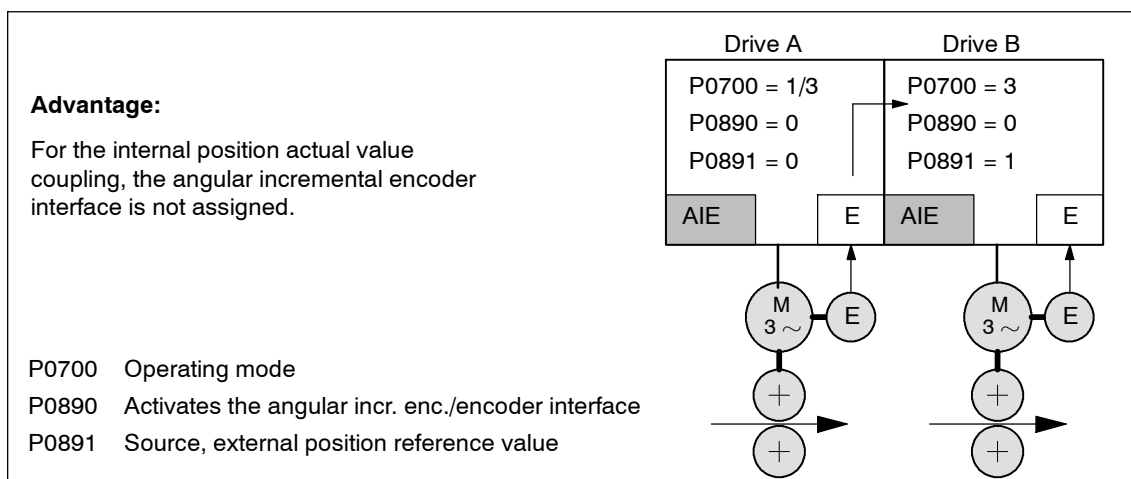 Drive A
Drive B
Advantage:
For the internal position actual value
coupling, the angular incremental encoder
interface is not assigned.
P0700 = 1/3
P0890 = 0
P0891 = 0
P0700 = 3
P0890 = 0
P0891 = 1
AIE
E
AIE
E
M
3 ~
E
M
3 ~
E
P0700 Operating mode
P0890 Activates the angular incr. enc./encoder interface
P0891 Source, external position reference value
+
+
+
+